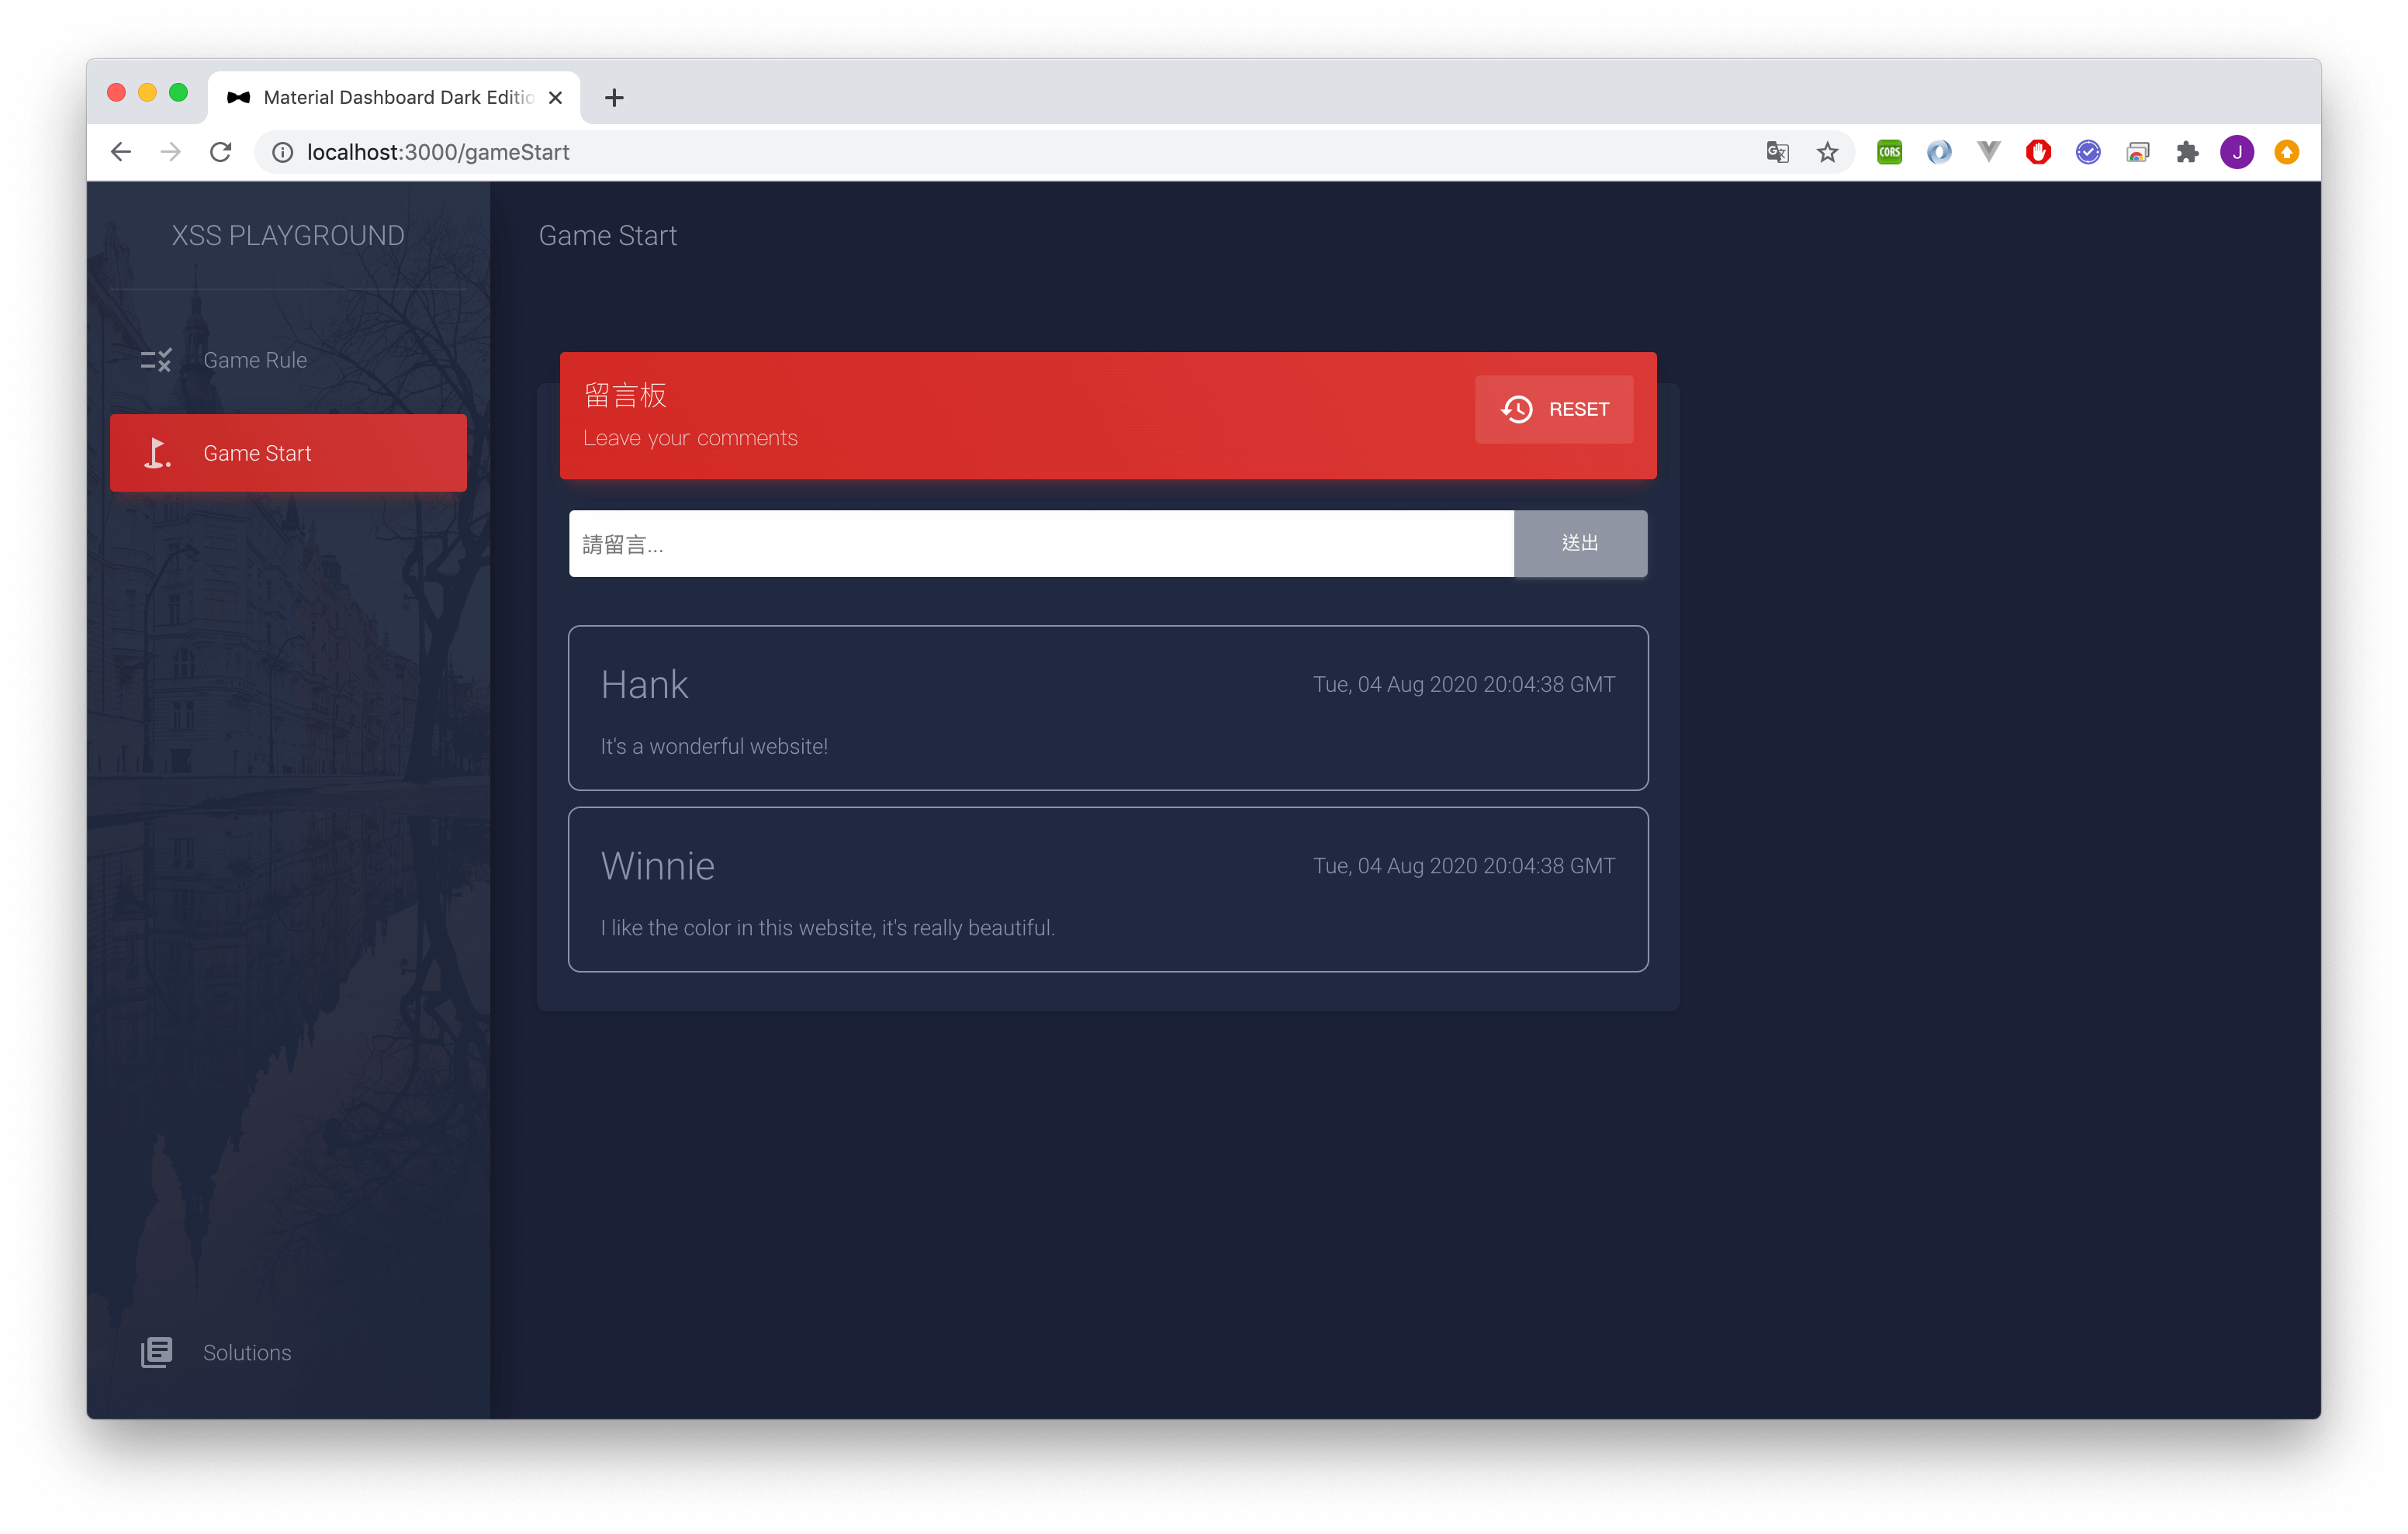 Material Dashboard Dark Editio
localhost:3000/gameStart
CORS
J
XSS PLAYGROUND
Game Start
Game Rule
Game Start
留言板
Leave your comments
RESET
請留言...
送出
Hank
Tue, 04 Aug 2020 20:04:38 GMT
It's a wonderful website!
Winnie
Tue, 04 Aug 2020 20:04:38 GMT
I like the color in this website, it's really beautiful.
Solutions